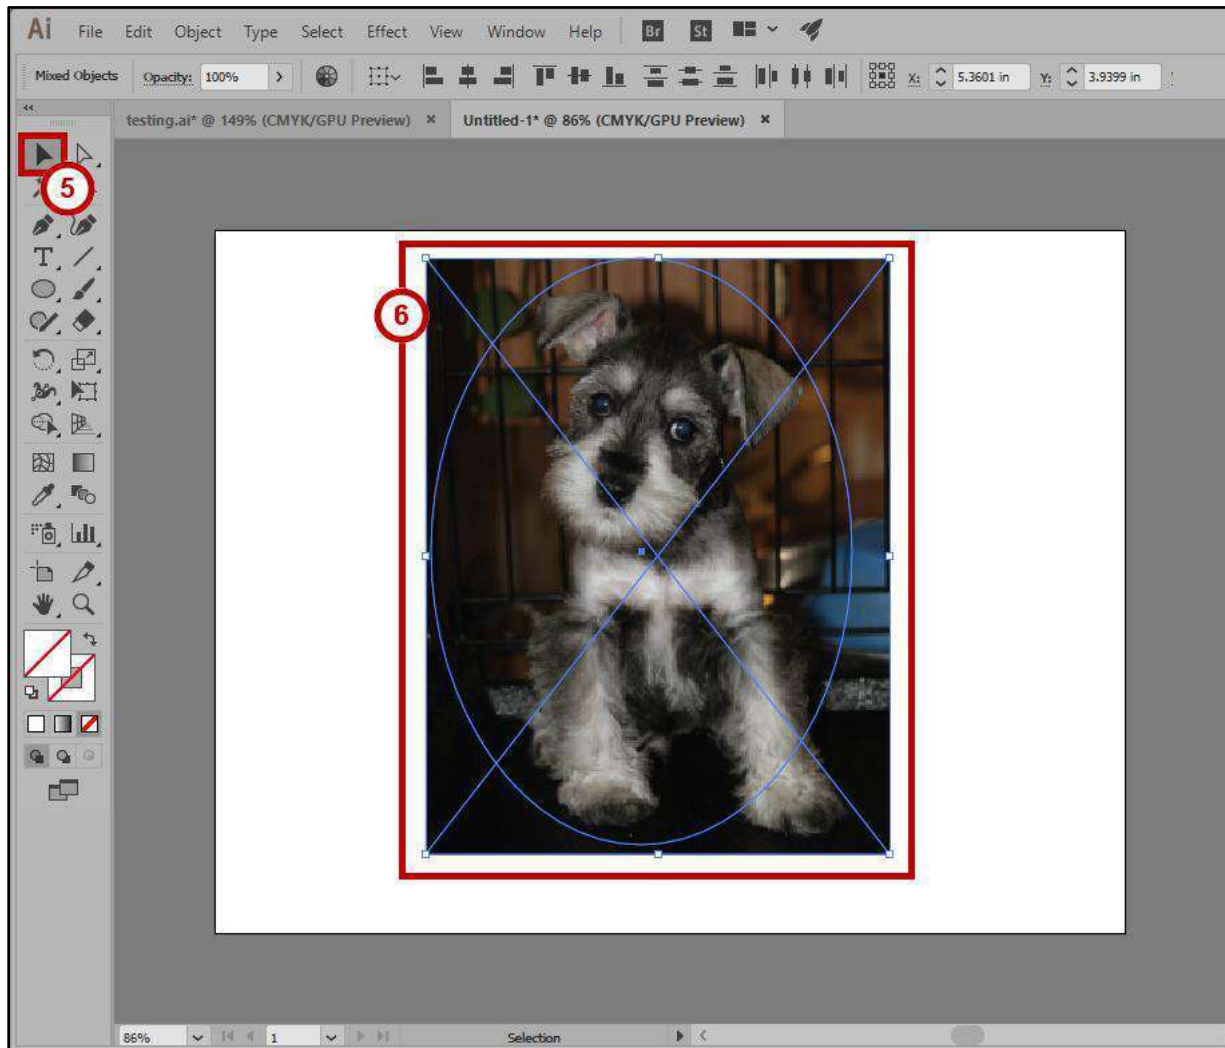 Ai File Edit Object Type Select Effect View Window Help Br St
Mixed Objects Opacity: 100% X: 5.3601 in Y: 3.9399 in
testing.ai* @ 149% (CMYK/GPU Preview) × Untitled-1* @ 86% (CMYK/GPU Preview) ×
5
T
6
86% 1 Selection